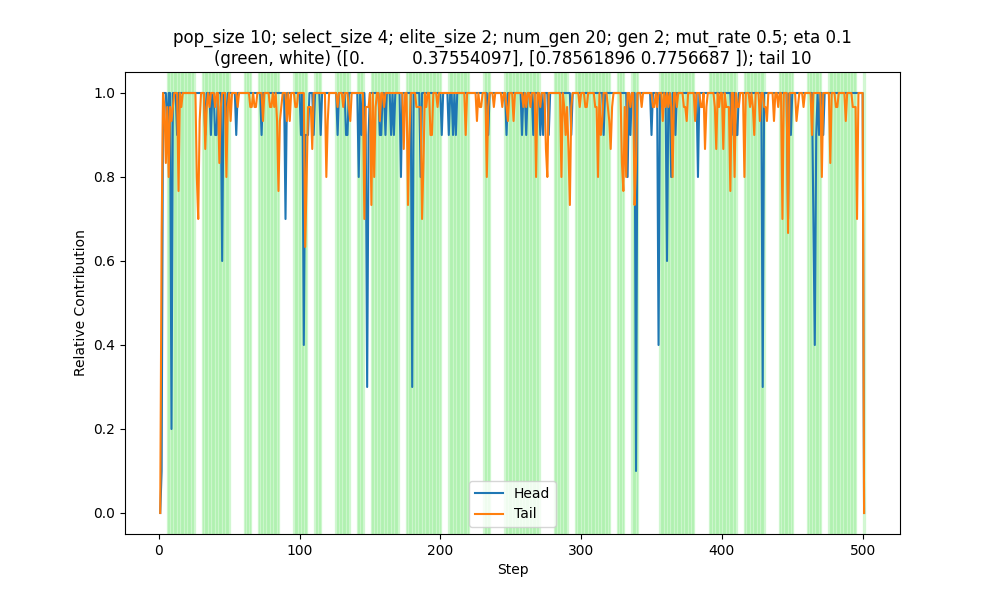 pop_size 10; select_size 4; elite_size 2; num_gen 20; gen 2; mut_rate 0.5; eta 0.1
(green, white) ([0.          0.37554097], [0.78561896 0.7756687 ]); tail 10
1.0
0.8
0.6
0.4
0.2
0.0
Relative Contribution
Head
Tail
0 100 200 300 400 500
Step